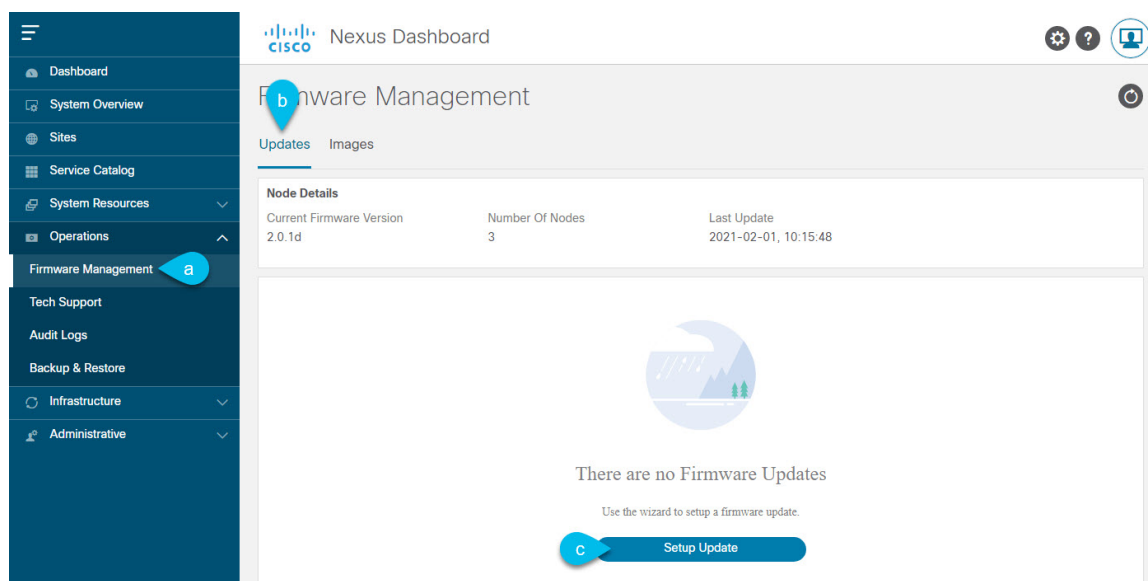 Dashboard
System Overview
Sites
Service Catalog
System Resources
Operations
Firmware Management
a
Tech Support
Audit Logs
Backup & Restore
Infrastructure
Administrative
CISCO Nexus Dashboard
?
Management
b
Updates Images
Node Details
Current Firmware Version Number Of Nodes Last Update
2.0.1d 3 2021-02-01, 10:15:48
There are no Firmware Updates
Use the wizard to setup a firmware update.
c Setup Update